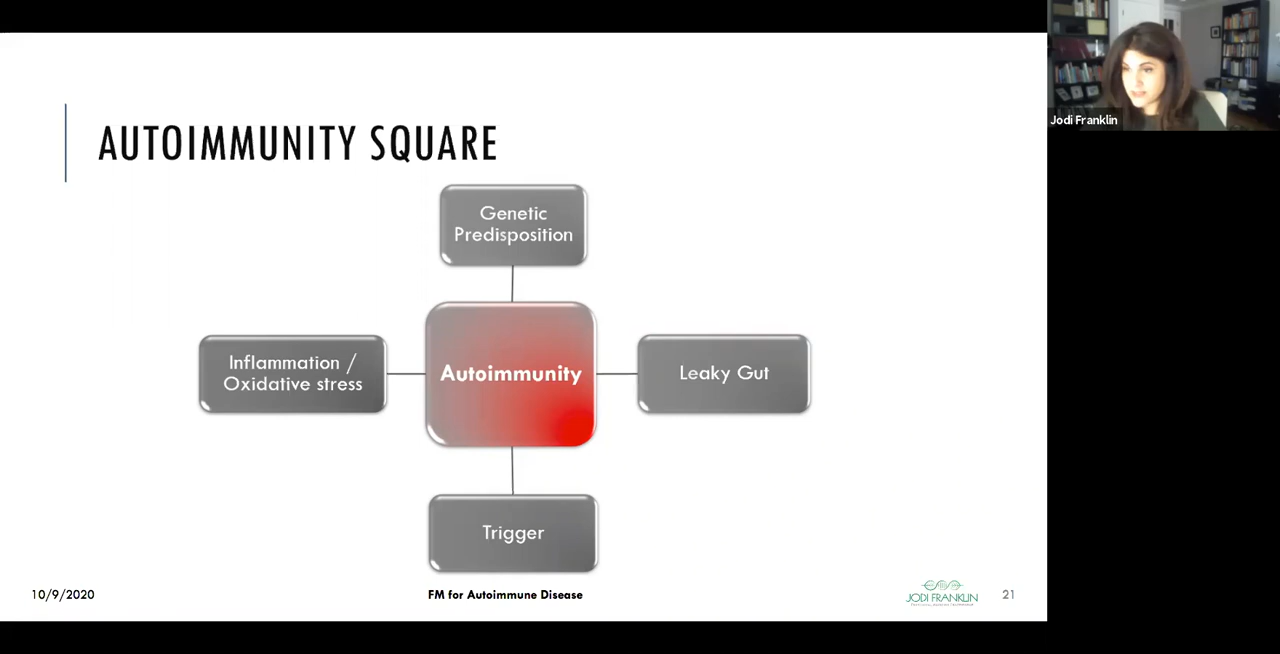 Jodi Franklin
AUTOIMMUNITY SQUARE
Genetic
Predisposition
Inflammation /
Oxidative stress
Autoimmunity
Leaky Gut
Trigger
10/9/2020
FM for Autoimmune Disease
JODI FRANKLIN
21